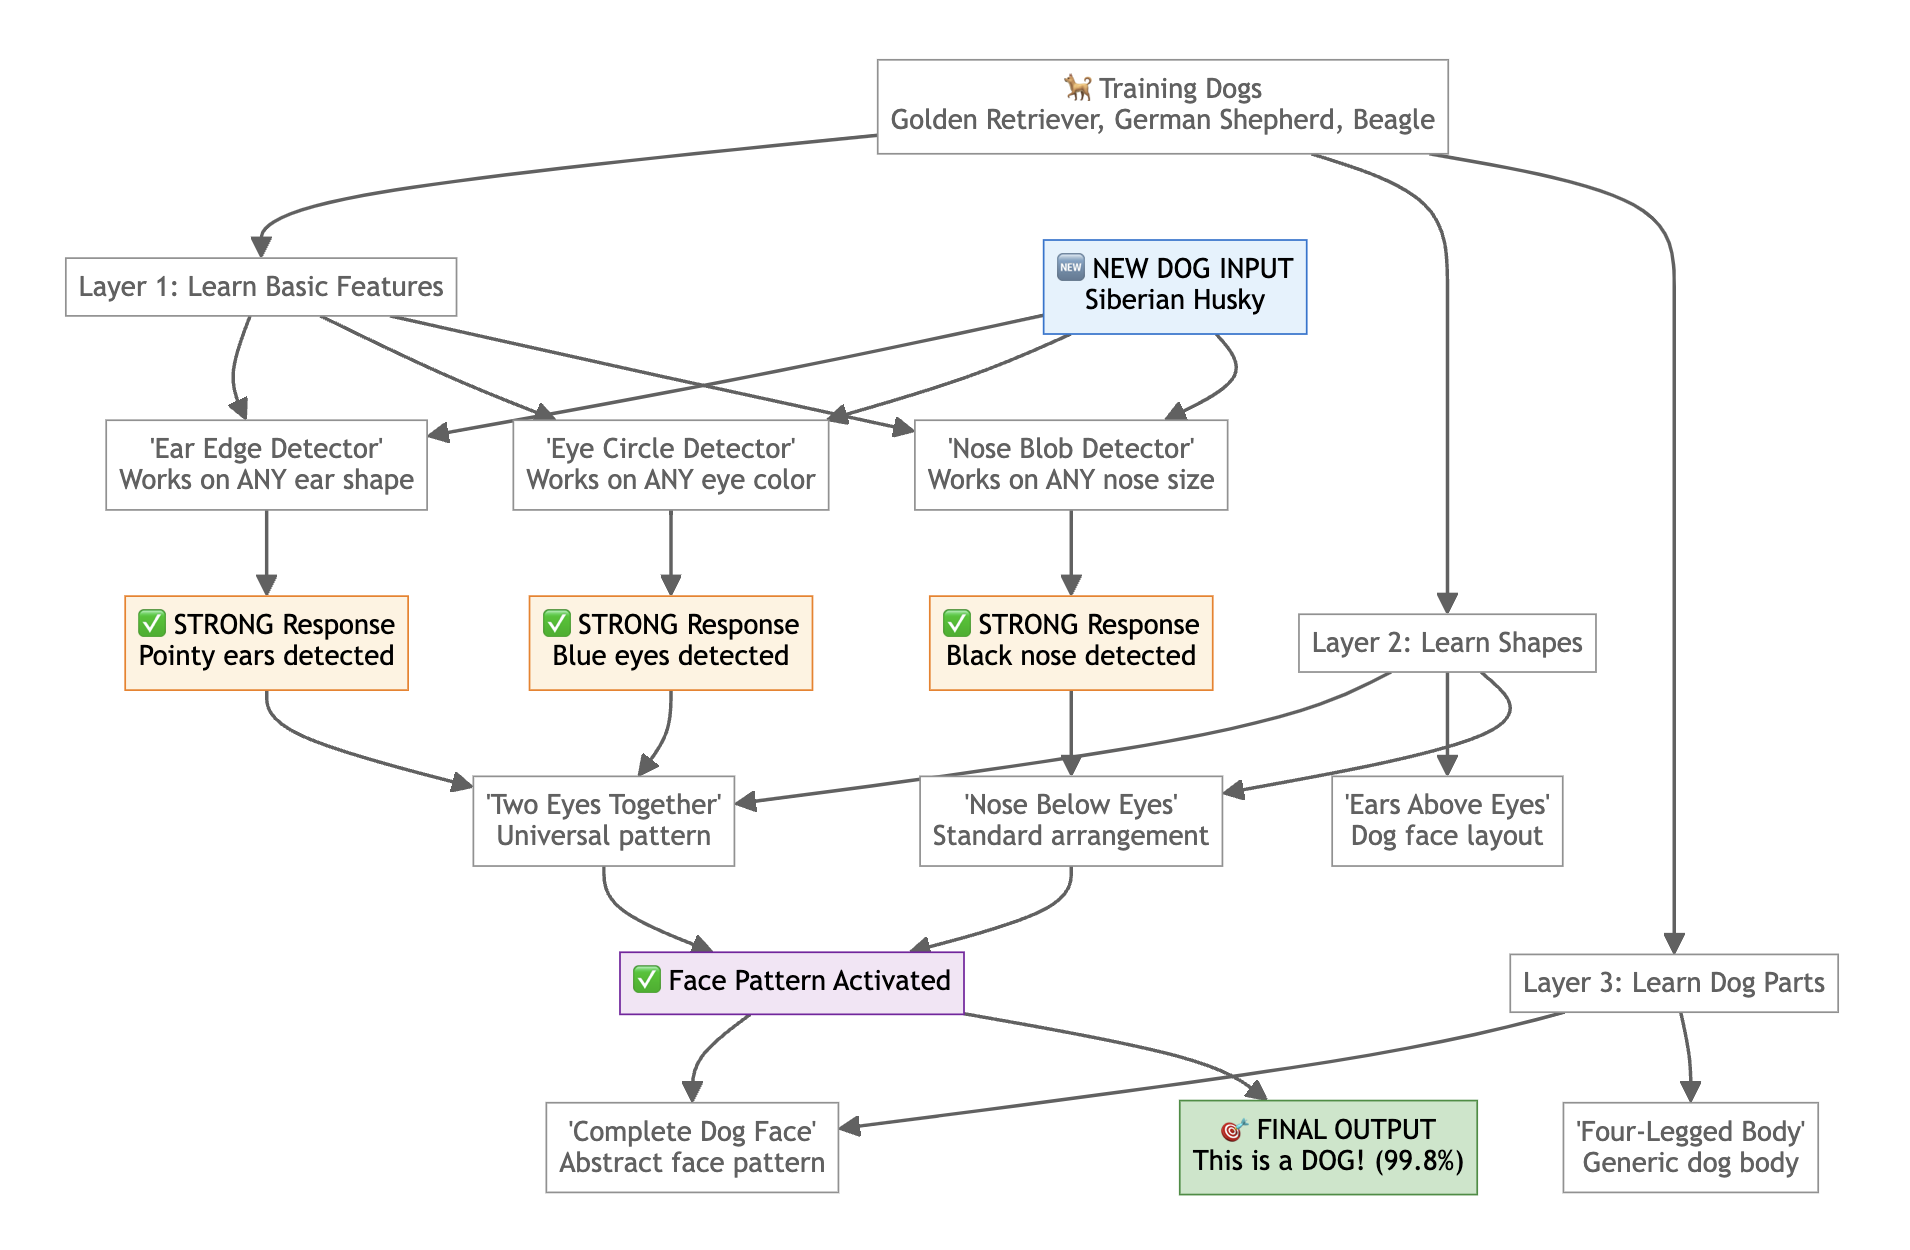 🐕 Training Dogs
Golden Retriever, German Shepherd, Beagle
🆕 NEW DOG INPUT
Siberian Husky
Layer 1: Learn Basic Features
'Ear Edge Detector'
Works on ANY ear shape
'Eye Circle Detector'
Works on ANY eye color
'Nose Blob Detector'
Works on ANY nose size
✅ STRONG Response
Pointy ears detected
✅ STRONG Response
Blue eyes detected
✅ STRONG Response
Black nose detected
Layer 2: Learn Shapes
'Two Eyes Together'
Universal pattern
'Nose Below Eyes'
Standard arrangement
'Ears Above Eyes'
Dog face layout
✅ Face Pattern Activated
Layer 3: Learn Dog Parts
'Complete Dog Face'
Abstract face pattern
🎯 FINAL OUTPUT
This is a DOG! (99.8%)
'Four-Legged Body'
Generic dog body